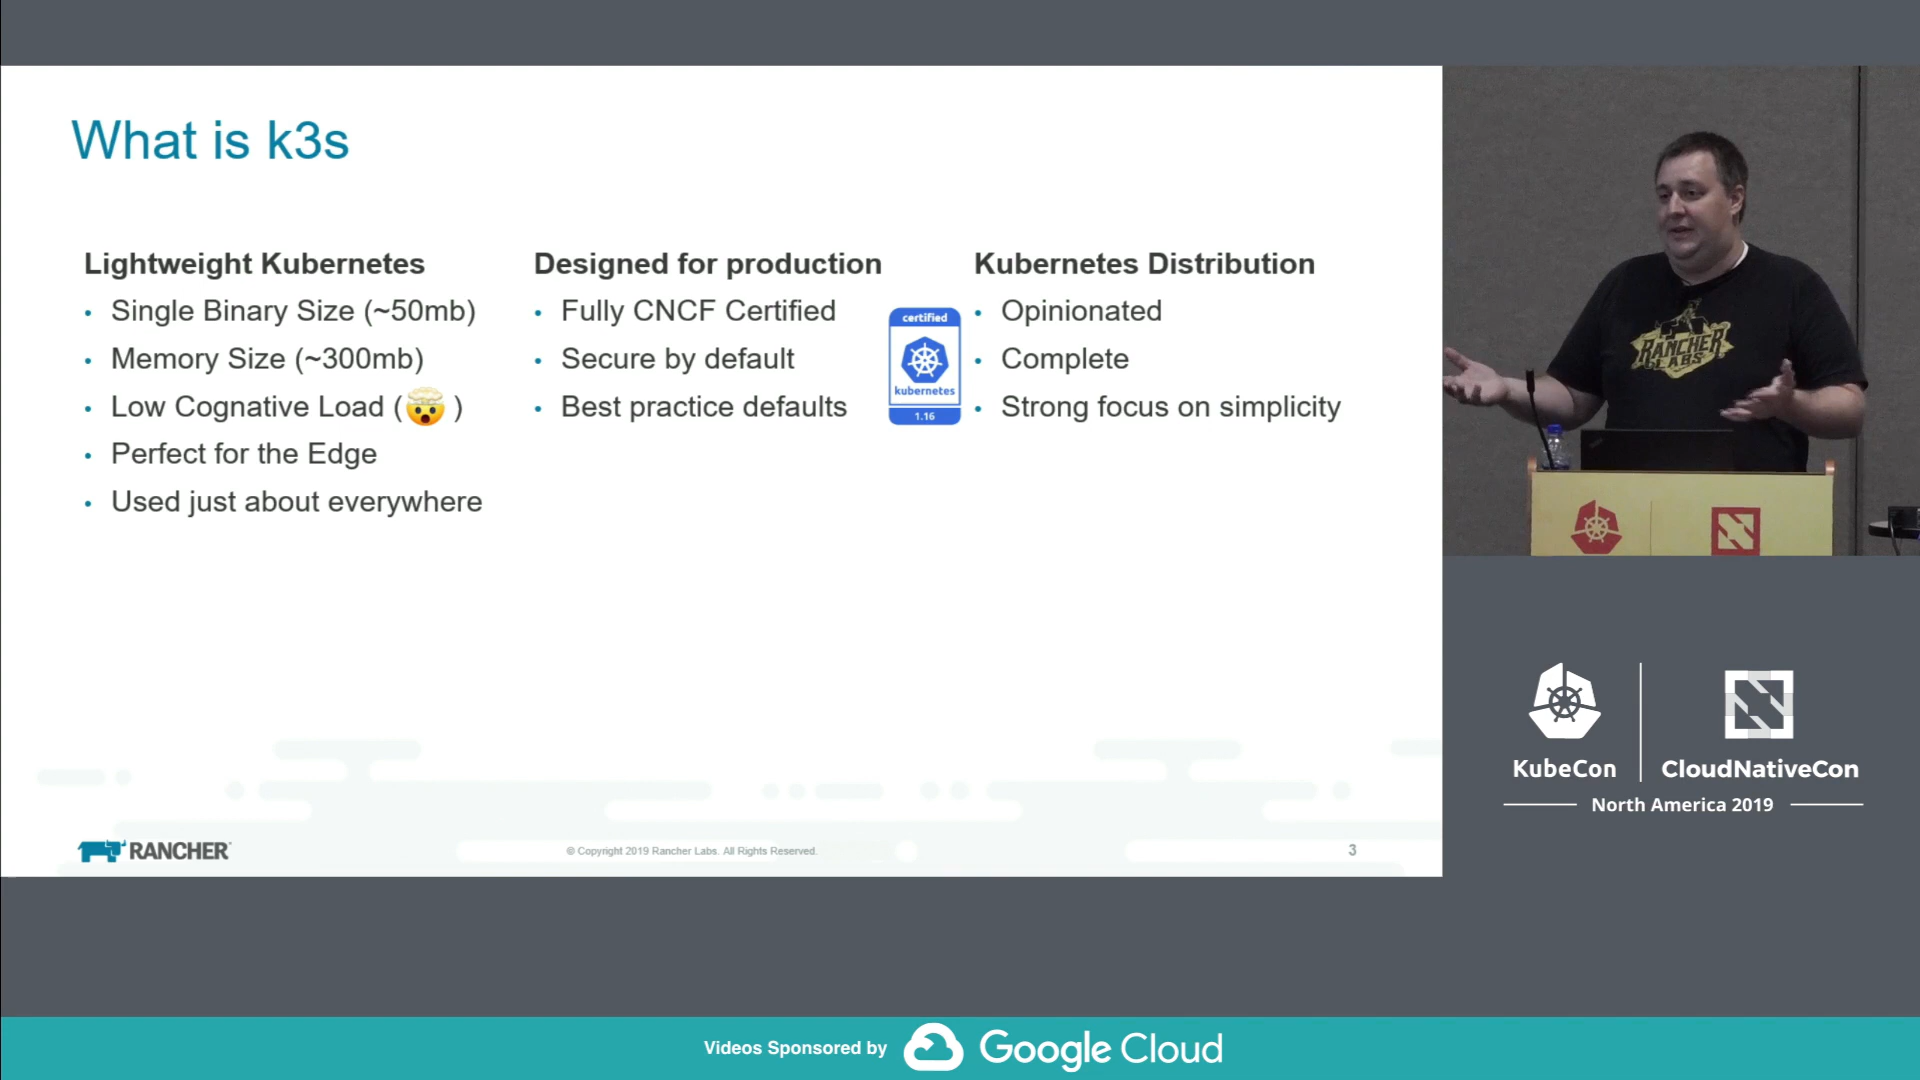 What is k3s
Lightweight Kubernetes
Single Binary Size (~50mb)
Memory Size (~300mb)
Low Cognative Load (🤯 )
Perfect for the Edge
Used just about everywhere
Designed for production
Fully CNCF Certified
Secure by default
Best practice defaults
certified
kubernetes
1.16
Kubernetes Distribution
Opinionated
Complete
Strong focus on simplicity
RANCHER
© Copyright 2019 Rancher Labs. All Rights Reserved.
3
RANCHER
LABS
KubeCon
CloudNativeCon
North America 2019
Videos Sponsored by
Google Cloud